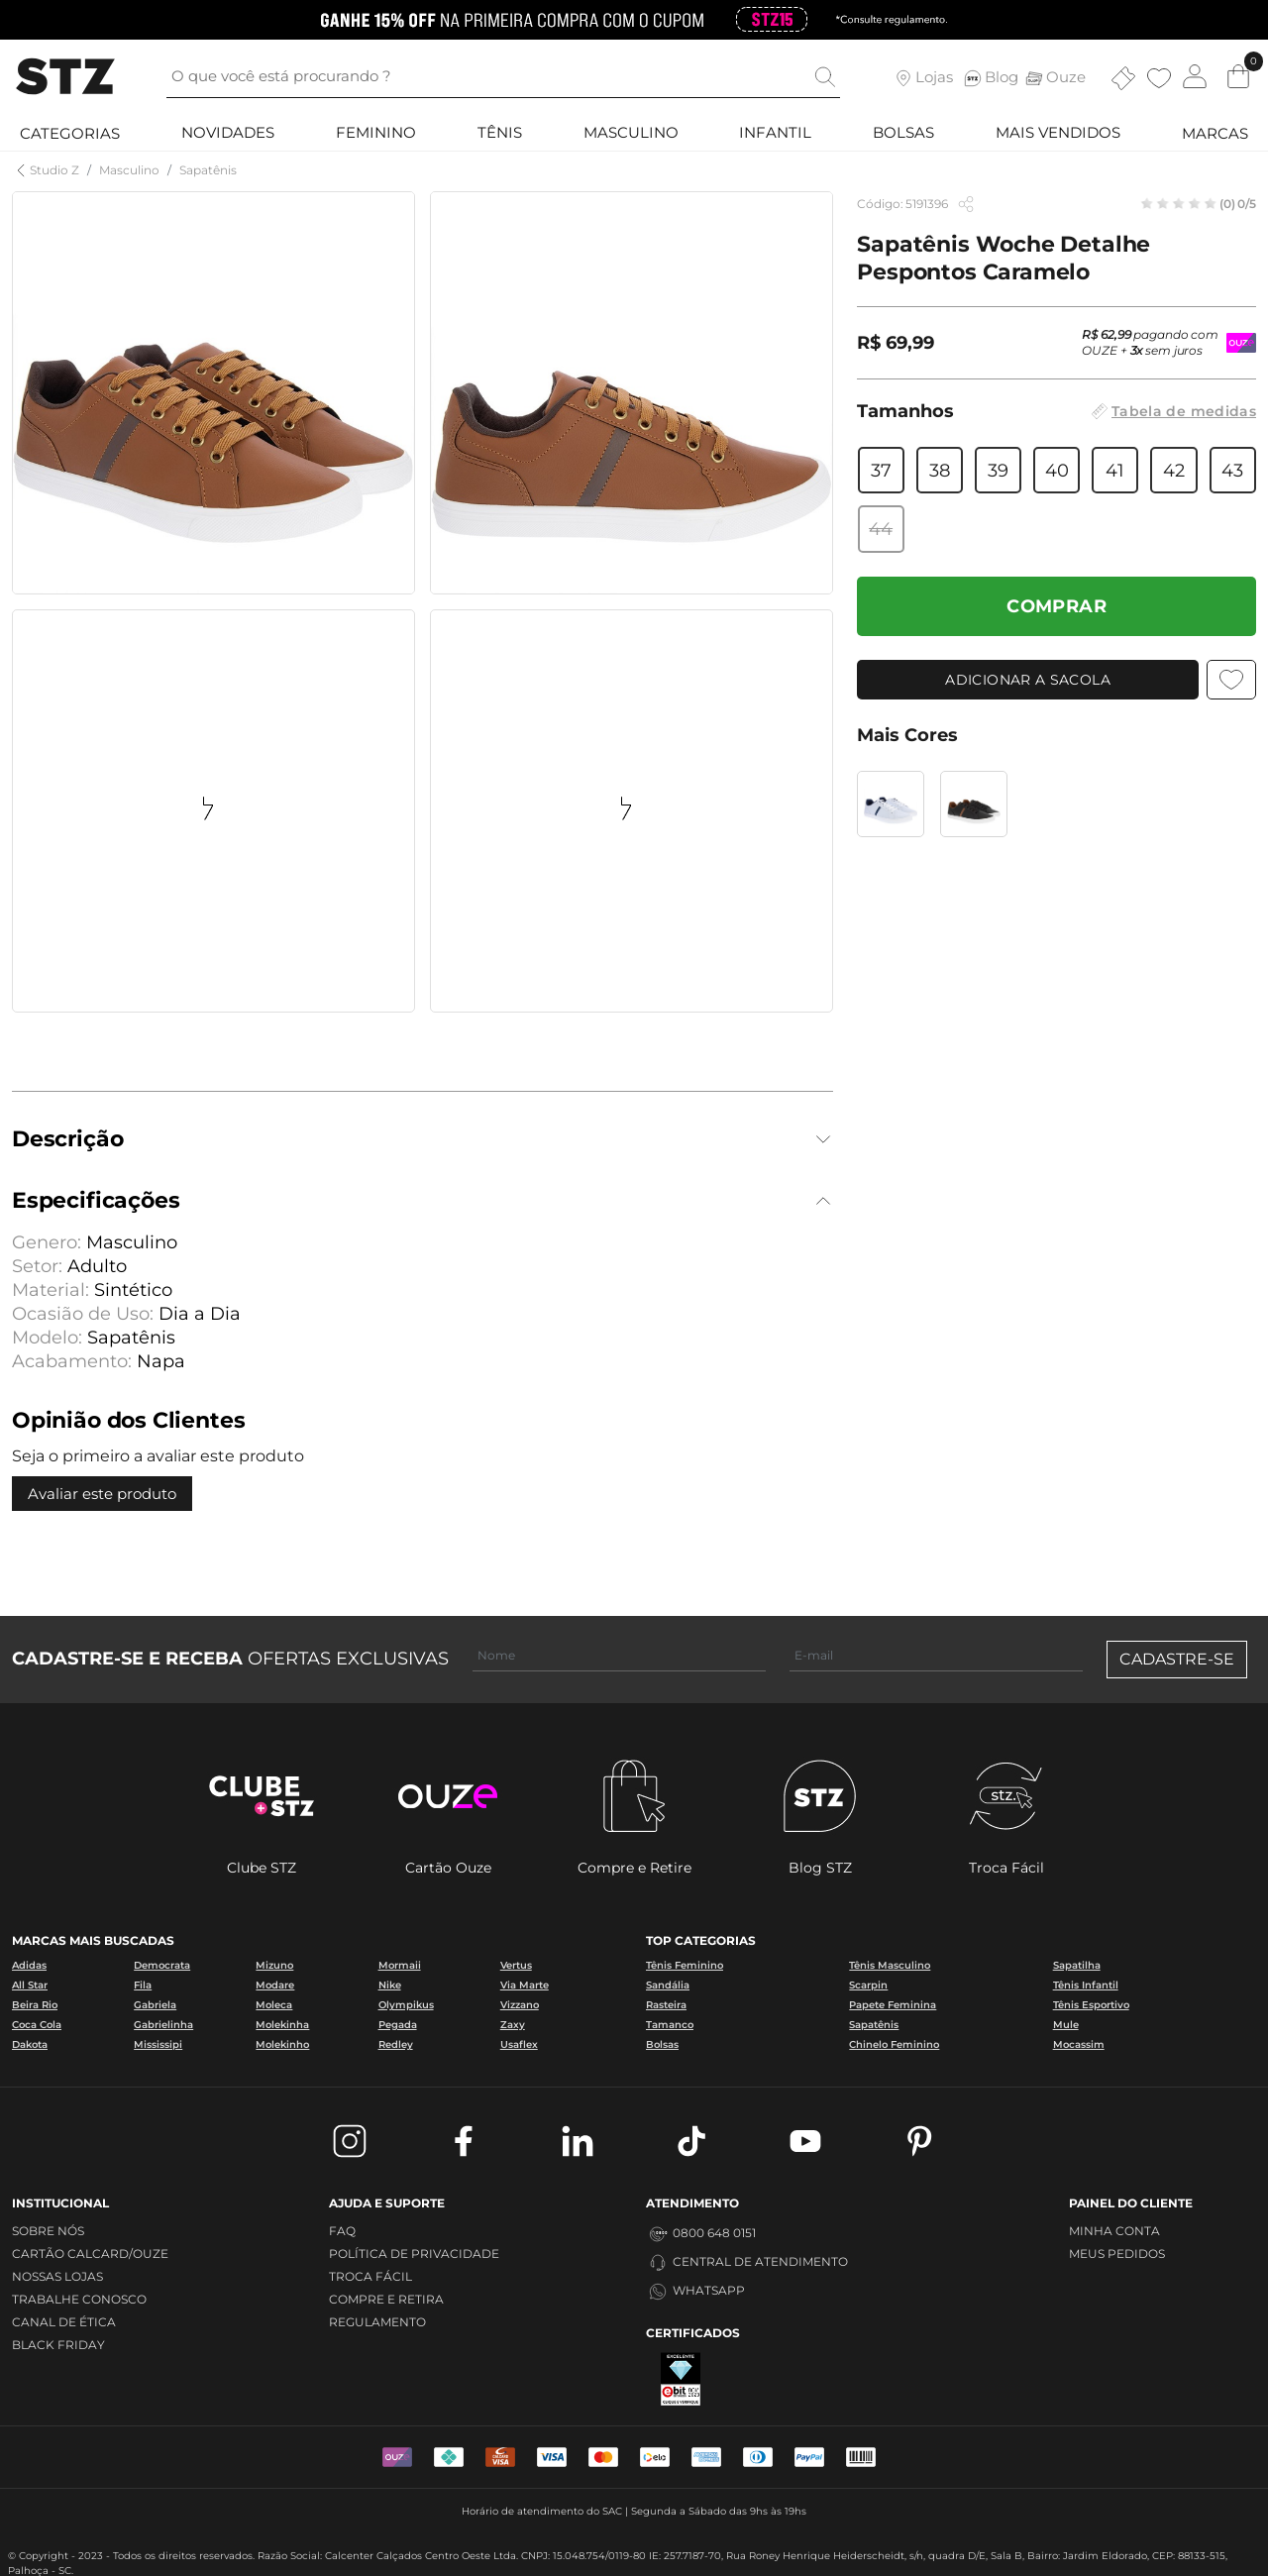 GANHE 15% OFF NA PRIMEIRA COMPRA COM O CUPOM STZ15 *Consulte regulamento.
STZ
O que você está procurando ?
Lojas Blog Ouze
0
CATEGORIAS NOVIDADES FEMININO TÊNIS MASCULINO INFANTIL BOLSAS MAIS VENDIDOS MARCAS
Studio Z / Masculino / Sapatênis
Código: 5191396
(0) 0/5
Sapatênis Woche Detalhe
Pespontos Caramelo
R$ 69,99
R$ 62,99 pagando com
OUZE + 3x sem juros
Tamanhos
Tabela de medidas
37 38 39 40 41 42 43
44
COMPRAR
ADICIONAR A SACOLA
Mais Cores
Descrição
Especificações
Genero: Masculino
Setor: Adulto
Material: Sintético
Ocasião de Uso: Dia a Dia
Modelo: Sapatênis
Acabamento: Napa
Opinião dos Clientes
Seja o primeiro a avaliar este produto
Avaliar este produto
CADASTRE-SE E RECEBA OFERTAS EXCLUSIVAS
Nome
E-mail
CADASTRE-SE
CLUBE
+STZ
ouze
STZ
stz.
Clube STZ Cartão Ouze Compre e Retire Blog STZ Troca Fácil
MARCAS MAIS BUSCADAS
Adidas Democrata Mizuno Mormaii Vertus
All Star Fila Modare Nike Via Marte
Beira Rio Gabriela Moleca Olympikus Vizzano
Coca Cola Gabrielinha Molekinha Pegada Zaxy
Dakota Mississipi Molekinho Redley Usaflex
TOP CATEGORIAS
Tênis Feminino Tênis Masculino Sapatilha
Sandália Scarpin Tênis Infantil
Rasteira Papete Feminina Tênis Esportivo
Tamanco Sapatênis Mule
Bolsas Chinelo Feminino Mocassim
INSTITUCIONAL
SOBRE NÓS
CARTÃO CALCARD/OUZE
NOSSAS LOJAS
TRABALHE CONOSCO
CANAL DE ÉTICA
BLACK FRIDAY
AJUDA E SUPORTE
FAQ
POLÍTICA DE PRIVACIDADE
TROCA FÁCIL
COMPRE E RETIRA
REGULAMENTO
ATENDIMENTO
0800 648 0151
CENTRAL DE ATENDIMENTO
WHATSAPP
CERTIFICADOS
EXCELENTE
ebit
PAINEL DO CLIENTE
MINHA CONTA
MEUS PEDIDOS
VISA VISA elo PayPal
Horário de atendimento do SAC | Segunda a Sábado das 9hs às 19hs
© Copyright - 2023 - Todos os direitos reservados. Razão Social: Calcenter Calçados Centro Oeste Ltda. CNPJ: 15.048.754/0119-80 IE: 257.7187-70, Rua Roney Henrique Heiderscheidt, s/n, quadra D/E, Sala B, Bairro: Jardim Eldorado, CEP: 88133-515,
Palhoça - SC.